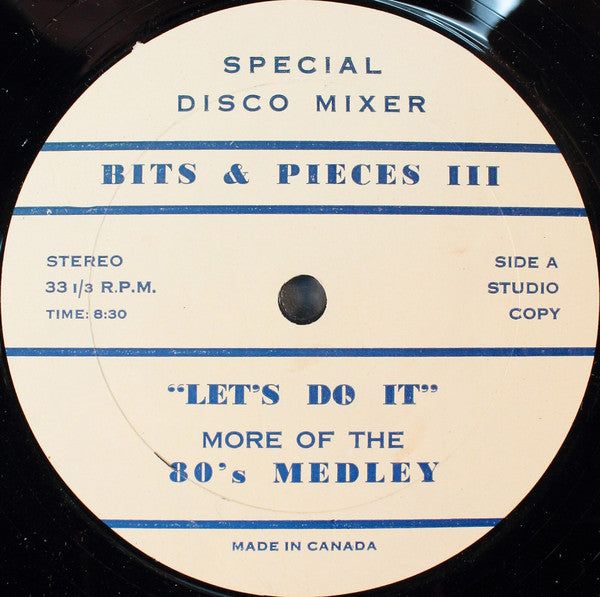 SPECIAL
DISCO MIXER
BITS & PIECES III
STEREO
33 1/3 R.P.M.
TIME: 8:30
SIDE A
STUDIO
COPY
“LET'S DO IT”
MORE OF THE
80's MEDLEY
MADE IN CANADA